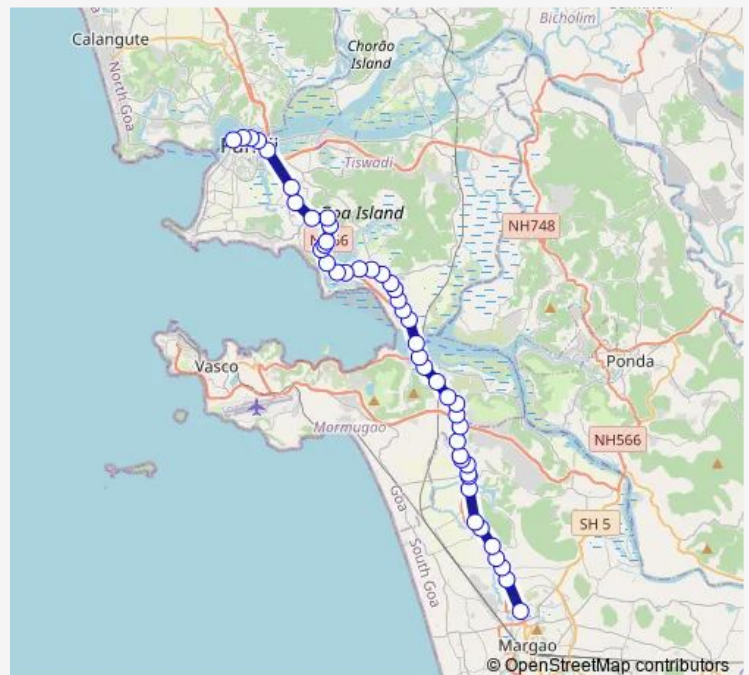 Calangute
Bicholim
Chorão
Island
North Goa
Tiswadi
Goa Island
NH748
Vasco
Ponda
Mormugao
NH566
Goa
South Goa
SH 5
Margao
© OpenStreetMap contributors